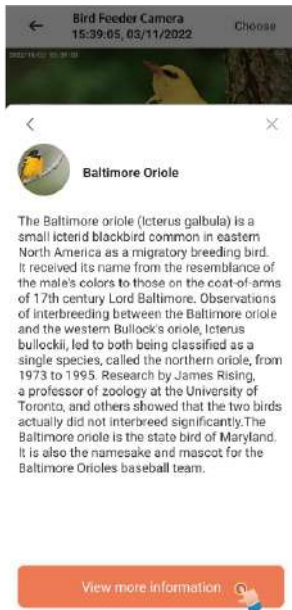 Bird Feeder Camera
15:39:05, 03/11/2022
Choose
Baltimore Oriole
The Baltimore oriole (Icterus galbula) is a
small icterid blackbird common in eastern
North America as a migratory breeding bird.
It received its name from the resemblance of
the male's colors to those on the coat-of-arms
of 17th century Lord Baltimore. Observations
of interbreeding between the Baltimore oriole
and the western Bullock's oriole, Icterus
bullockii, led to both being classified as a
single species, called the northern oriole, from
1973 to 1995. Research by James Rising,
a professor of zoology at the University of
Toronto, and others showed that the two birds
actually did not interbreed significantly.The
Baltimore oriole is the state bird of Maryland.
It is also the namesake and mascot for the
Baltimore Orioles baseball team.
View more information